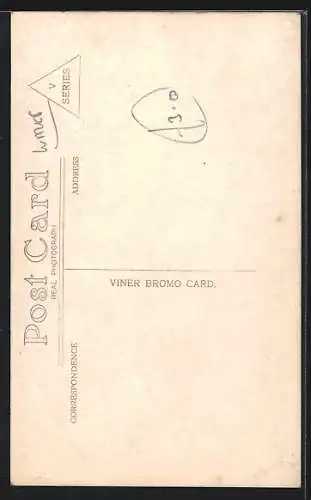 V
SERIES
Post Card
REAL PHOTOGRAPH
CORRESPONDENCE
ADDRESS
VINER BROMO CARD.